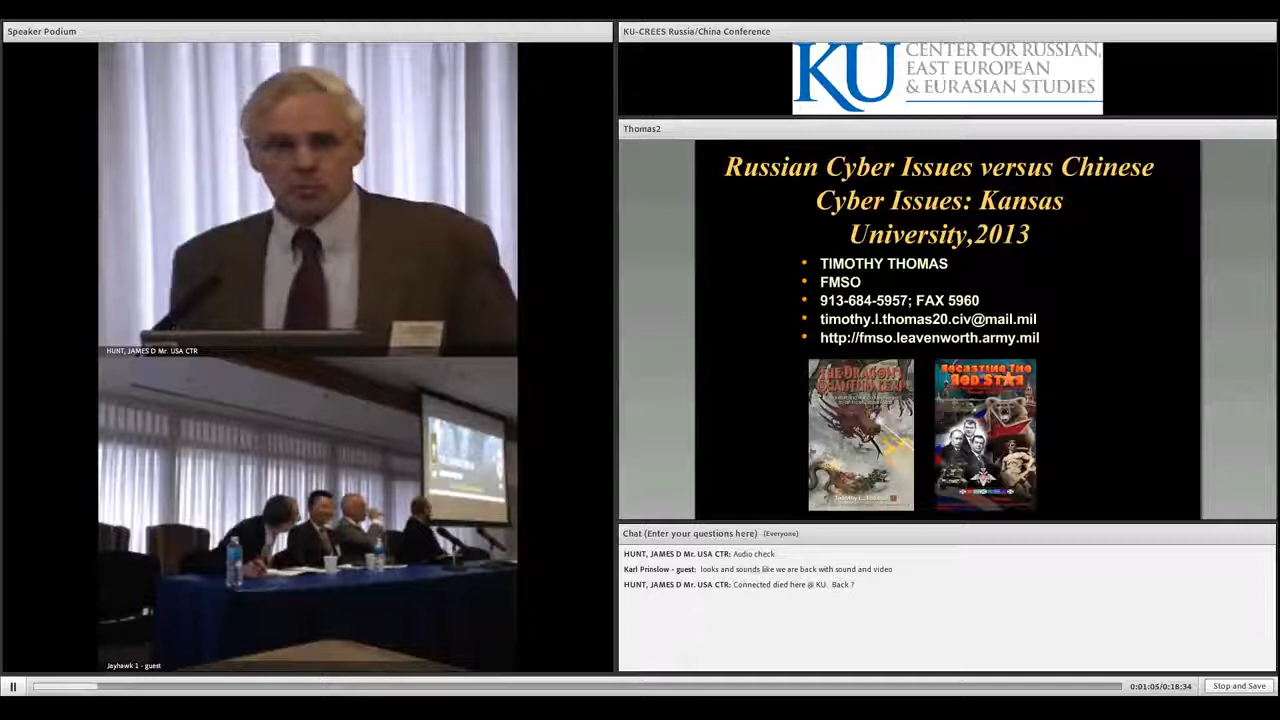 Speaker Podium
HUNT, JAMES D Mr. USA CTR
Jayhawk 1 - guest
KU-CREES Russia/China Conference
KU
CENTER FOR RUSSIAN,
EAST EUROPEAN
& EURASIAN STUDIES
Thomas2
Russian Cyber Issues versus Chinese
Cyber Issues: Kansas
University,2013
• TIMOTHY THOMAS
• FMSO
• 913-684-5957; FAX 5960
• timothy.l.thomas20.civ@mail.mil
• http://fmso.leavenworth.army.mil
THE DRAGON'S
QUANTUM LEAP
Timothy L. Thomas
RECASTING THE
RED STAR
Chat (Enter your questions here) (Everyone)
HUNT, JAMES D Mr. USA CTR: Audio check
Karl Prinslow - guest: looks and sounds like we are back with sound and video
HUNT, JAMES D Mr. USA CTR: Connected died here @ KU. Back ?
0:01:05/0:18:34
Stop and Save